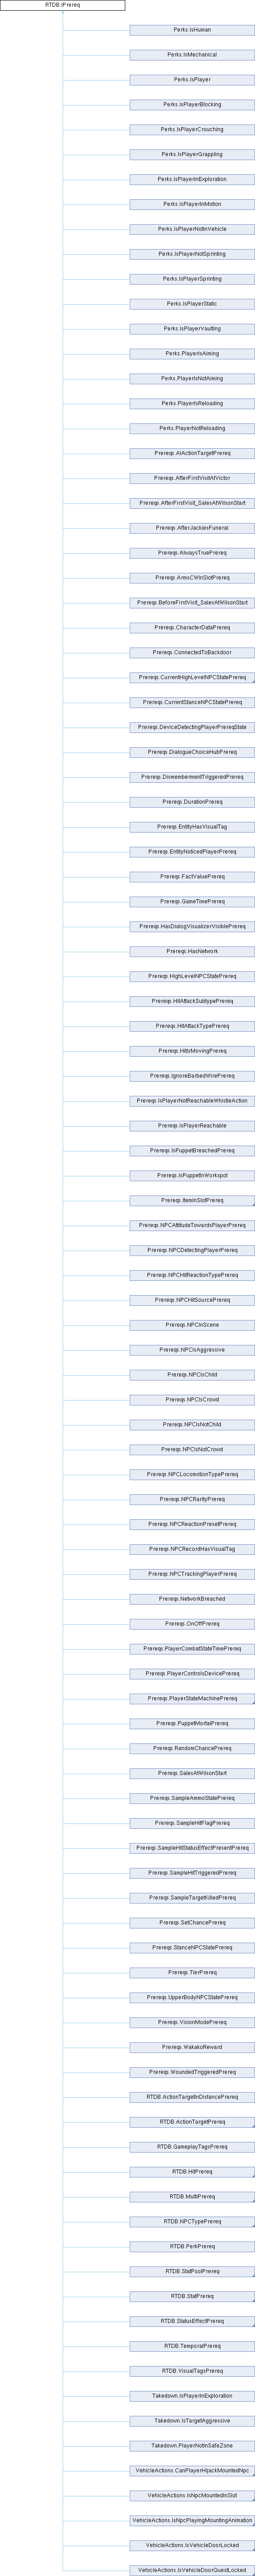 RTDB.IPrereq
Perks.IsHuman
Perks.IsMechanical
Perks.IsPlayer
Perks.IsPlayerBlocking
Perks.IsPlayerCrouching
Perks.IsPlayerGrappling
Perks.IsPlayerInExploration
Perks.IsPlayerInMotion
Perks.IsPlayerNotInVehicle
Perks.IsPlayerNotSprinting
Perks.IsPlayerSprinting
Perks.IsPlayerStatic
Perks.IsPlayerVaulting
Perks.PlayerIsAiming
Perks.PlayerIsNotAiming
Perks.PlayerIsReloading
Perks.PlayerNotReloading
Prereqs.AIActionTargetPrereq
Prereqs.AfterFirstVisitAtVictor
Prereqs.AfterFirstVisit_SalesAtWilsonStart
Prereqs.AfterJackiesFuneral
Prereqs.AlwaysTruePrereq
Prereqs.ArmsCWInSlotPrereq
Prereqs.BeforeFirstVisit_SalesAtWilsonStart
Prereqs.CharacterDataPrereq
Prereqs.ConnectedToBackdoor
Prereqs.CurrentHighLevelNPCStatePrereq
Prereqs.CurrentStanceNPCStatePrereq
Prereqs.DeviceDetectingPlayerPrereqState
Prereqs.DialogueChoiceHubPrereq
Prereqs.DismembermentTriggeredPrereq
Prereqs.DurationPrereq
Prereqs.EntityHasVisualTag
Prereqs.EntityNoticedPlayerPrereq
Prereqs.FactValuePrereq
Prereqs.GameTimePrereq
Prereqs.HasDialogVisualizerVisiblePrereq
Prereqs.HasNetwork
Prereqs.HighLevelNPCStatePrereq
Prereqs.HitAttackSubtypePrereq
Prereqs.HitAttackTypePrereq
Prereqs.HitIsMovingPrereq
Prereqs.IgnoreBarbedWirePrereq
Prereqs.IsPlayerNotReachableWhistleAction
Prereqs.IsPlayerReachable
Prereqs.IsPuppetBreachedPrereq
Prereqs.IsPuppetInWorkspot
Prereqs.ItemInSlotPrereq
Prereqs.NPCAttitudeTowardsPlayerPrereq
Prereqs.NPCDetectingPlayerPrereq
Prereqs.NPCHitReactionTypePrereq
Prereqs.NPCHitSourcePrereq
Prereqs.NPCInScene
Prereqs.NPCIsAggressive
Prereqs.NPCIsChild
Prereqs.NPCIsCrowd
Prereqs.NPCIsNotChild
Prereqs.NPCIsNotCrowd
Prereqs.NPCLocomotionTypePrereq
Prereqs.NPCRarityPrereq
Prereqs.NPCReactionPresetPrereq
Prereqs.NPCRecordHasVisualTag
Prereqs.NPCTrackingPlayerPrereq
Prereqs.NetworkBreached
Prereqs.OnOffPrereq
Prereqs.PlayerCombatStateTimePrereq
Prereqs.PlayerControlsDevicePrereq
Prereqs.PlayerStateMachinePrereq
Prereqs.PuppetMortalPrereq
Prereqs.RandomChancePrereq
Prereqs.SalesAtWilsonStart
Prereqs.SampleAmmoStatePrereq
Prereqs.SampleHitFlagPrereq
Prereqs.SampleHitStatusEffectPresentPrereq
Prereqs.SampleHitTriggeredPrereq
Prereqs.SampleTargetKilledPrereq
Prereqs.SetChancePrereq
Prereqs.StanceNPCStatePrereq
Prereqs.TierPrereq
Prereqs.UpperBodyNPCStatePrereq
Prereqs.VisionModePrereq
Prereqs.WakakoReward
Prereqs.WoundedTriggeredPrereq
RTDB.ActionTargetInDistancePrereq
RTDB.ActionTargetPrereq
RTDB.GameplayTagsPrereq
RTDB.HitPrereq
RTDB.MultiPrereq
RTDB.NPCTypePrereq
RTDB.PerkPrereq
RTDB.StatPoolPrereq
RTDB.StatPrereq
RTDB.StatusEffectPrereq
RTDB.TemporalPrereq
RTDB.VisualTagsPrereq
Takedown.IsPlayerInExploration
Takedown.IsTargetAggressive
Takedown.PlayerNotInSafeZone
VehicleActions.CanPlayerHijackMountedNpc
VehicleActions.IsNpcMountedInSlot
VehicleActions.IsNpcPlayingMountingAnimation
VehicleActions.IsVehicleDoorLocked
VehicleActions.IsVehicleDoorQuestLocked